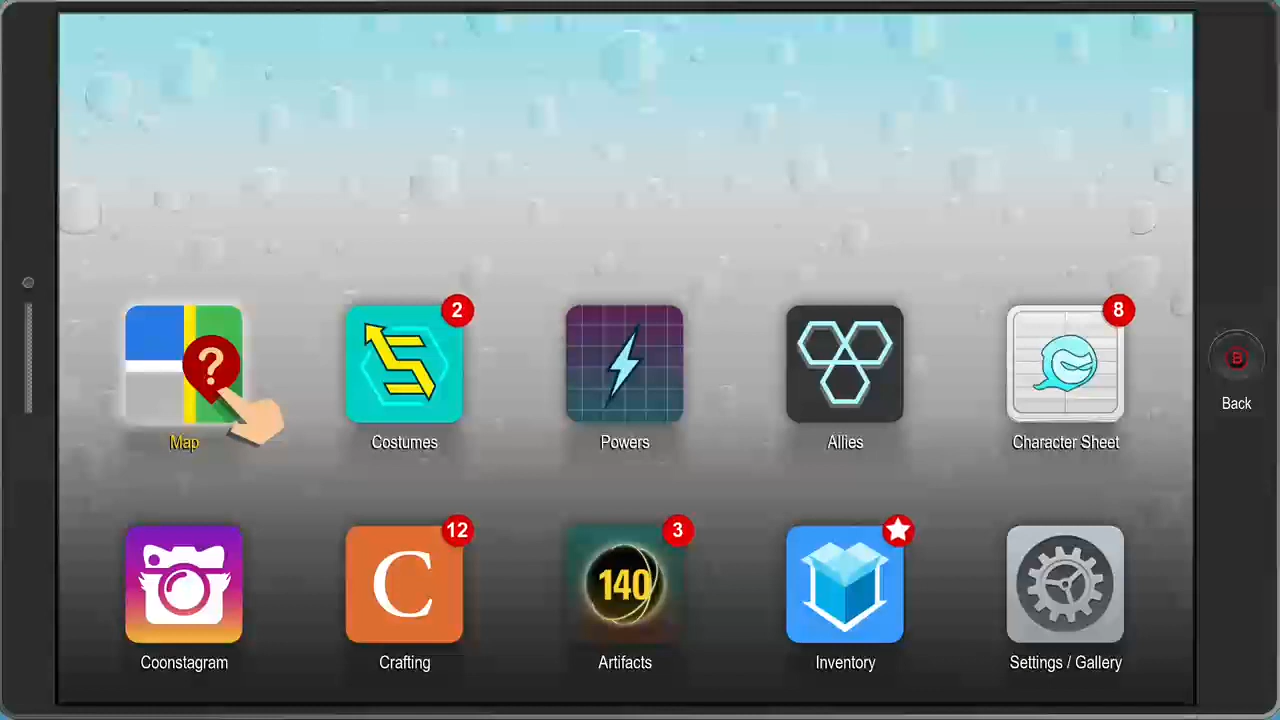 2
8
?
B
Back
Map
Costumes
Powers
Allies
Character Sheet
12
3
C
140
Coonstagram
Crafting
Artifacts
Inventory
Settings / Gallery